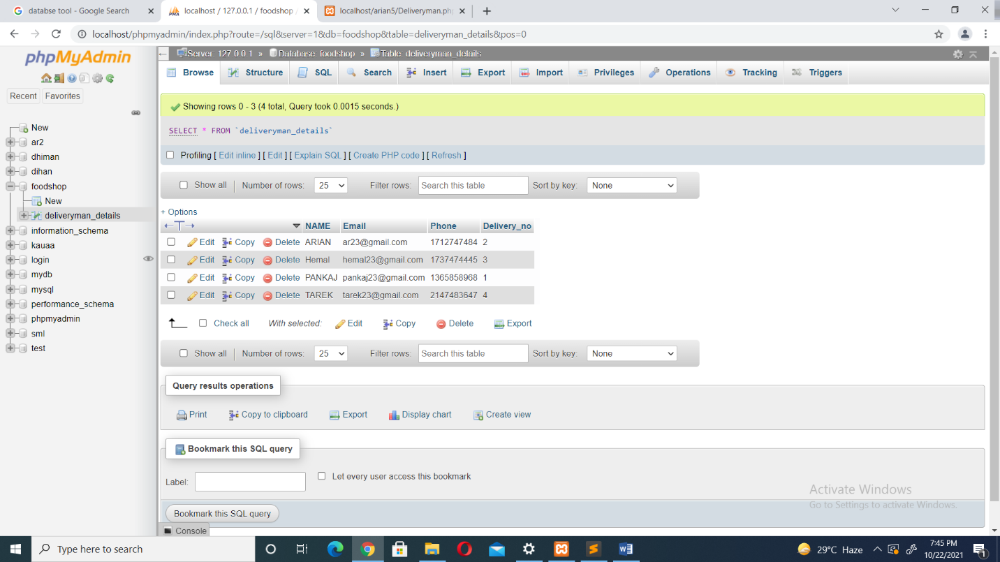 databse tool - Google Search
localhost / 127.0.0.1 / foodshop
localhost/arian5/Deliveryman.php
localhost/phpmyadmin/index.php?route=/sql&server=1&db=foodshop&table=deliveryman_details&pos=0
phpMyAdmin
Recent Favorites
New
ar2
dhiman
dihan
foodshop
New
deliveryman_details
information_schema
kauaa
login
mydb
mysql
performance_schema
phpmyadmin
sml
test
Server: 127.0.0.1 » Database: foodshop » Table: deliveryman_details
Browse Structure SQL Search Insert Export Import Privileges Operations Tracking Triggers
Showing rows 0 - 3 (4 total, Query took 0.0015 seconds.)
SELECT * FROM `deliveryman_details`
Profiling [ Edit inline ] [ Edit ] [ Explain SQL ] [ Create PHP code ] [ Refresh ]
Show all Number of rows: 25 Filter rows: Search this table Sort by key: None
+ Options
NAME Email Phone Delivery_no
Edit Copy Delete ARIAN ar23@gmail.com 1712747484 2
Edit Copy Delete Hemal hemal23@gmail.com 1737474445 3
Edit Copy Delete PANKAJ pankaj23@gmail.com 1365858968 1
Edit Copy Delete TAREK tarek23@gmail.com 2147483647 4
Check all With selected: Edit Copy Delete Export
Show all Number of rows: 25 Filter rows: Search this table Sort by key: None
Query results operations
Print Copy to clipboard Export Display chart Create view
Bookmark this SQL query
Label: Let every user access this bookmark
Bookmark this SQL query
Console
Activate Windows
Go to Settings to activate Windows.
Type here to search
29°C Haze
7:45 PM
10/22/2021
1